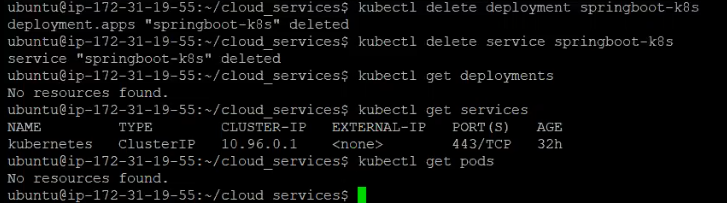 ubuntu@ip-172-31-19-55:~/cloud_services$ kubectl delete deployment springboot-k8s
deployment.apps "springboot-k8s" deleted
ubuntu@ip-172-31-19-55:~/cloud_services$ kubectl delete service springboot-k8s
service "springboot-k8s" deleted
ubuntu@ip-172-31-19-55:~/cloud_services$ kubectl get deployments
No resources found.
ubuntu@ip-172-31-19-55:~/cloud_services$ kubectl get services
NAME TYPE CLUSTER-IP EXTERNAL-IP PORT(S) AGE
kubernetes ClusterIP 10.96.0.1 <none> 443/TCP 32h
ubuntu@ip-172-31-19-55:~/cloud_services$ kubectl get pods
No resources found.
ubuntu@ip-172-31-19-55:~/cloud_services$